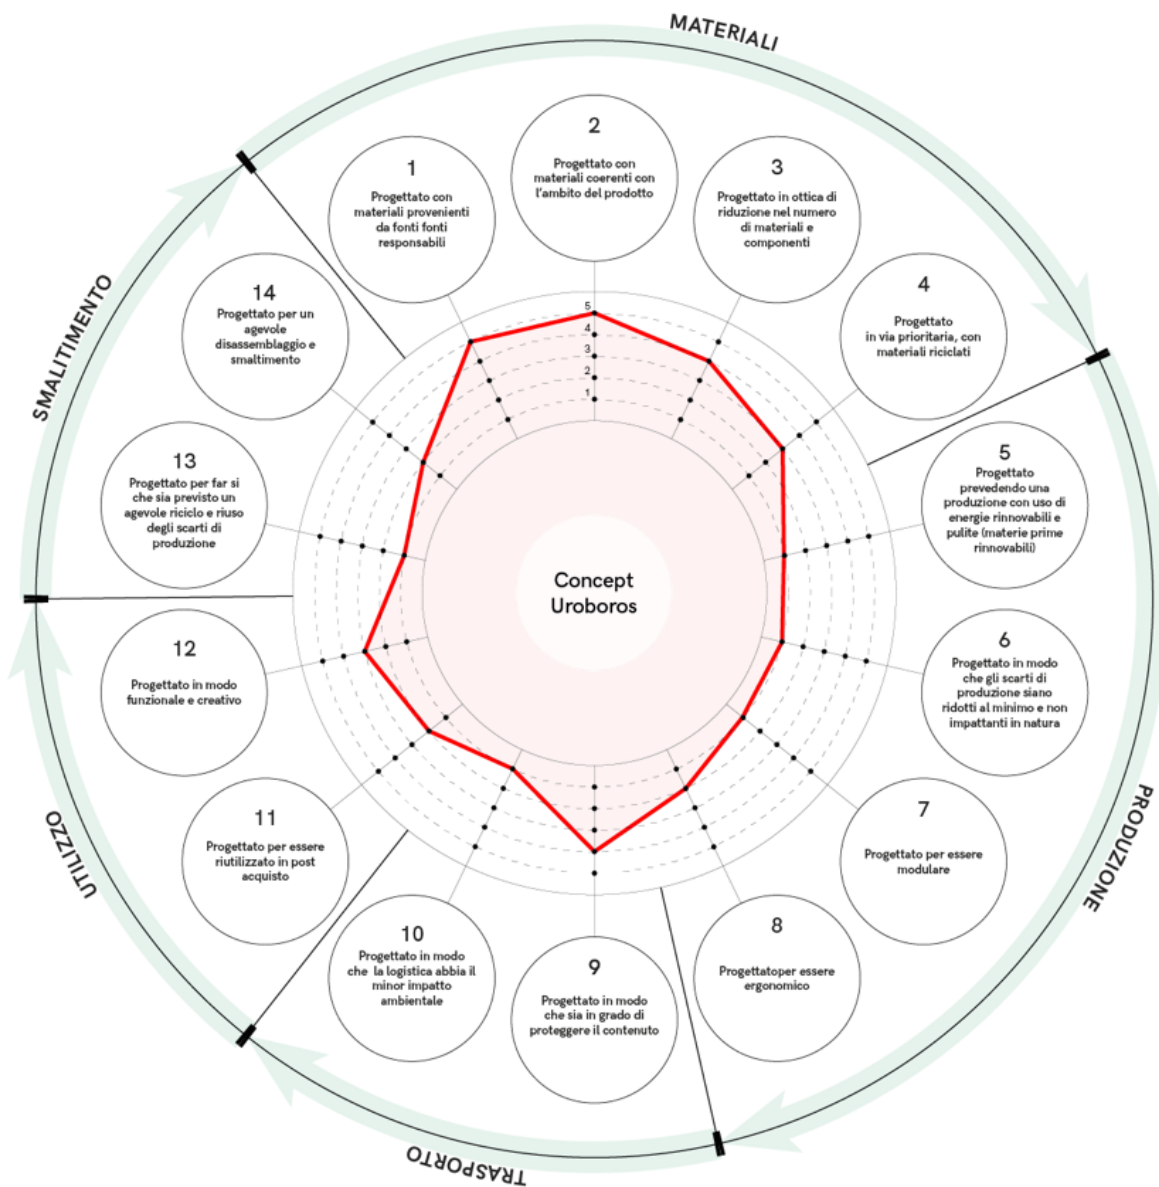 MATERIALI
1
Progettato con
materiali provenienti
da fonti fonti
responsabili
2
Progettato con
materiali coerenti con
l'ambito del prodotto
3
Progettato in ottica di
riduzione nel numero
di materiali e
componenti
4
Progettato
in via prioritaria, con
materiali riciclati
PRODUZIONE
5
Progettato
prevedendo una
produzione con uso di
energie rinnovabili e
pulite (materie prime
rinnovabili)
6
Progettato in modo
che gli scarti di
produzione siano
ridotti al minimo e non
impattanti in natura
7
Progettato per essere
modulare
8
Progettatoper essere
ergonomico
TRASPORTO
9
Progettato in modo
che sia in grado di
proteggere il contenuto
10
Progettato in modo
che la logistica abbia il
minor impatto
ambientale
UTILIZZO
11
Progettato per essere
riutilizzato in post
acquisto
12
Progettato in modo
funzionale e creativo
SMALITIMENTO
13
Progettato per far si
che sia previsto un
agevole riciclo e riuso
degli scarti di
produzione
14
Progettato per un
agevole
disassemblaggio e
smaltimento
5
4
3
2
1
Concept
Uroboros